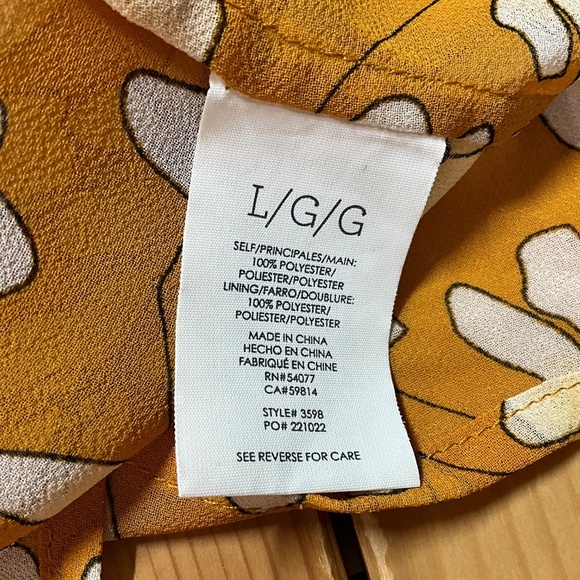 L/G/G
SELF/PRINCIPALES/MAIN:
100% POLYESTER/
POLIESTER/POLYESTER
LINING/FARRO/DOUBLURE:
100% POLYESTER/
POLIESTER/POLYESTER
MADE IN CHINA
HECHO EN CHINA
FABRIQUÉ EN CHINE
RN#54077
CA#59814
STYLE# 3598
PO# 221022
SEE REVERSE FOR CARE